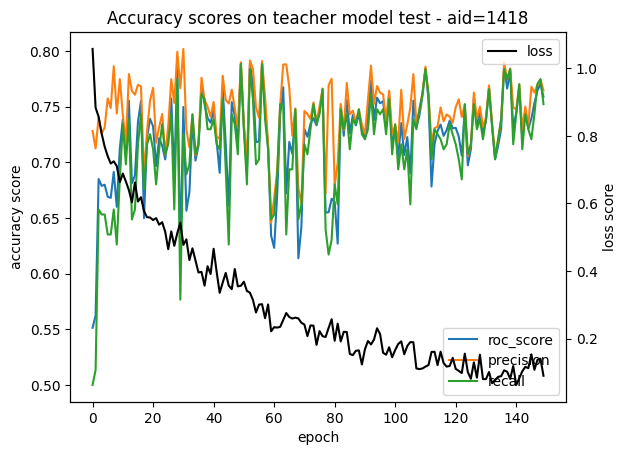 Accuracy scores on teacher model test - aid=1418
loss
0.80
0.75
0.70
0.65
0.60
0.55
0.50
accuracy score
1.0
0.8
0.6
0.4
0.2
loss score
roc_score
precision
recall
0 20 40 60 80 100 120 140
epoch